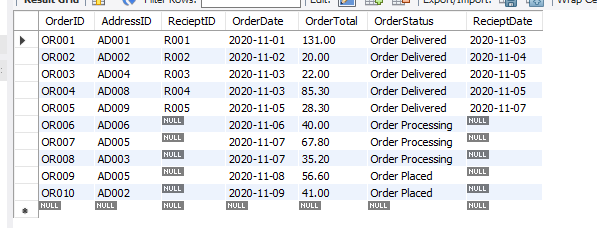 Result Grid Filter Rows: Edit: Export/Import: Wrap Ce
OrderID AddressID RecieptID OrderDate OrderTotal OrderStatus RecieptDate
OR001 AD001 R001 2020-11-01 131.00 Order Delivered 2020-11-03
OR002 AD002 R002 2020-11-02 20.00 Order Delivered 2020-11-04
OR003 AD004 R003 2020-11-03 22.00 Order Delivered 2020-11-05
OR004 AD008 R004 2020-11-03 85.30 Order Delivered 2020-11-05
OR005 AD009 R005 2020-11-05 28.30 Order Delivered 2020-11-07
OR006 AD006 NULL 2020-11-06 40.00 Order Processing NULL
OR007 AD005 NULL 2020-11-07 67.80 Order Processing NULL
OR008 AD003 NULL 2020-11-07 35.20 Order Processing NULL
OR009 AD005 NULL 2020-11-08 56.60 Order Placed NULL
OR010 AD002 NULL 2020-11-09 41.00 Order Placed NULL
NULL NULL NULL NULL NULL NULL NULL